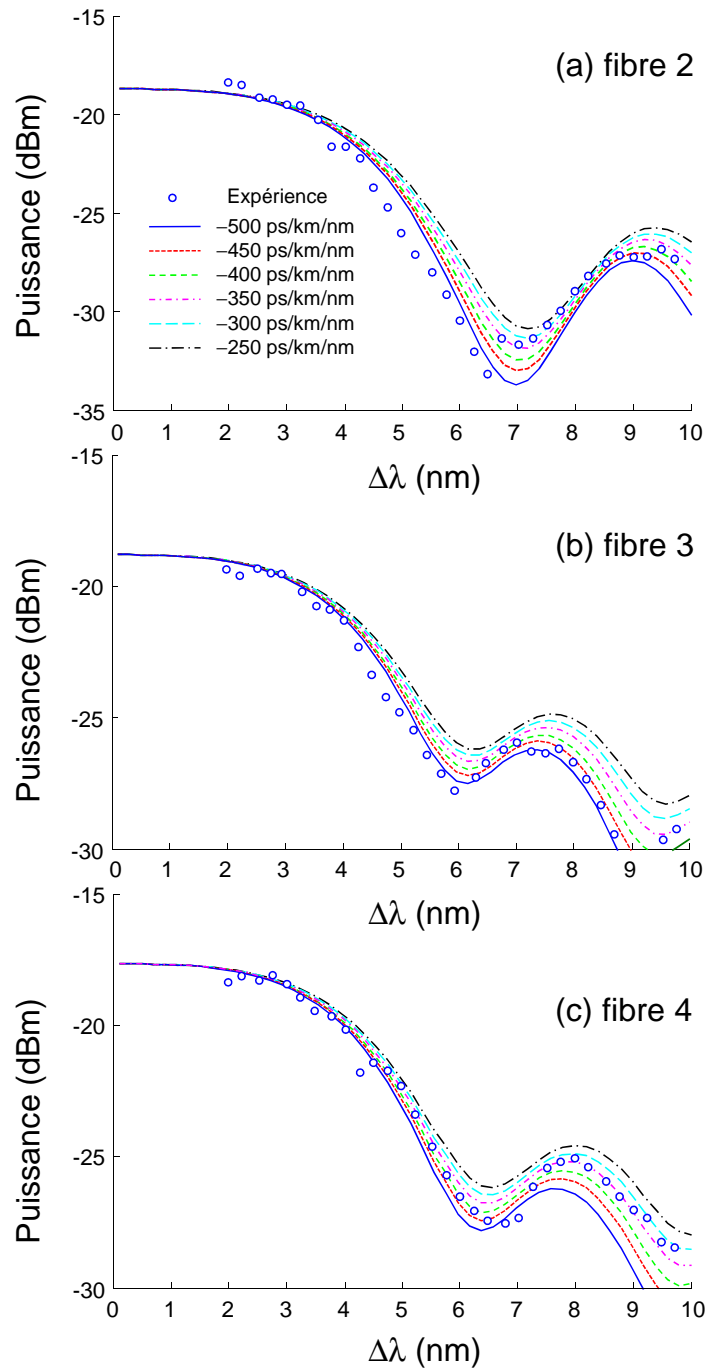 -15
(a) fibre 2
-20
Puissance (dBm)
Expérience
−500 ps/km/nm
−450 ps/km/nm
−400 ps/km/nm
−350 ps/km/nm
−300 ps/km/nm
−250 ps/km/nm
-25
-30
-35
0 1 2 3 4 5 6 7 8 9 10
Δλ (nm)
-15
(b) fibre 3
-20
Puissance (dBm)
-25
-30
0 1 2 3 4 5 6 7 8 9 10
Δλ (nm)
-15
(c) fibre 4
-20
Puissance (dBm)
-25
-30
0 1 2 3 4 5 6 7 8 9 10
Δλ (nm)